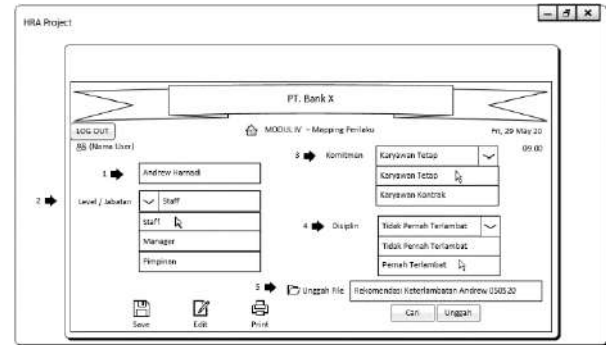 HRA Project
PT. Bank X
LOG OUT
MODUL IV - Mapping Perilaku
Fri, 29 May 20
(Nama User)
09.00
3 Komitmen Karyawan Tetap
1 Andrew Harnadi
Karyawan Tetap
Karyawan Kontrak
2 Level / Jabatan Staff
Staff
Manager
Pimpinan
4 Disiplin Tidak Pernah Terlambat
Tidak Pernah Terlambat
Pernah Terlambat
5 Unggah File Rekomendasi Keterlambatan Andrew 050520
Cari Unggah
Save Edit Print